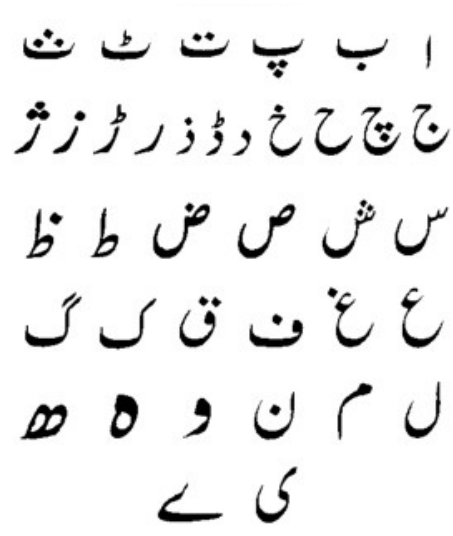 ا ب پ ت ٹ ث
ج چ ح خ د ڈ ذ ر ڑ ز ژ
س ش ص ض ط ظ
ع غ ف ق ک گ
ل م ن و ہ ھ
ی ے